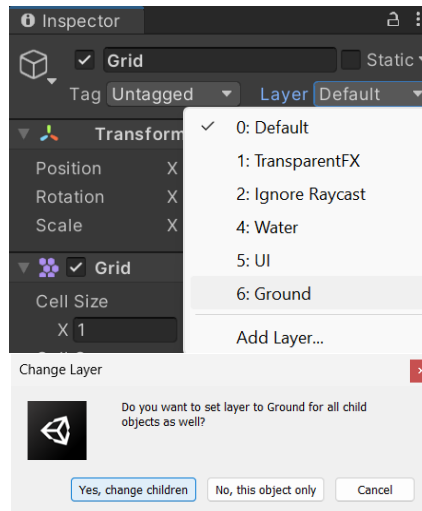 Inspector
Grid Static
Tag Untagged Layer Default
Transform
Position X
Rotation X
Scale X
Grid
Cell Size
X 1
0: Default
1: TransparentFX
2: Ignore Raycast
4: Water
5: UI
6: Ground
Add Layer...
Change Layer
Do you want to set layer to Ground for all child
objects as well?
Yes, change children No, this object only Cancel